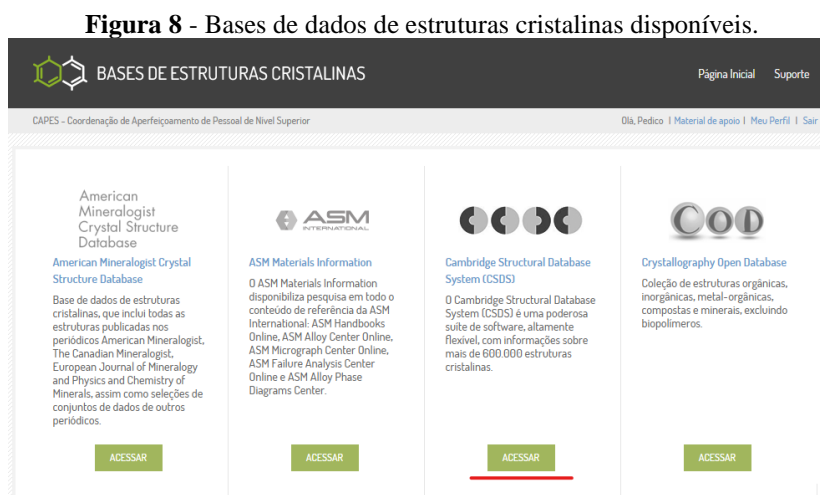 Figura 8 - Bases de dados de estruturas cristalinas disponíveis.
BASES DE ESTRUTURAS CRISTALINAS
Página Inicial Suporte
CAPES - Coordenação de Aperfeiçoamento de Pessoal de Nível Superior
Olá, Pedico | Material de apoio | Meu Perfil | Sair
American
Mineralogist
Crystal Structure
Database
American Mineralogist Crystal
Structure Database
Base de dados de estruturas
cristalinas, que inclui todas as
estruturas publicadas nos
periódicos American Mineralogist,
The Canadian Mineralogist,
European Journal of Mineralogy
and Physics and Chemistry of
Minerals, assim como seleções de
conjuntos de dados de outros
periódicos.
ACESSAR
ASM
INTERNATIONAL
ASM Materials Information
O ASM Materials Information
disponibiliza pesquisa em todo o
conteúdo de referência da ASM
International: ASM Handbooks
Online, ASM Alloy Center Online,
ASM Micrograph Center Online,
ASM Failure Analysis Center
Online e ASM Alloy Phase
Diagrams Center.
ACESSAR
CCDC
Cambridge Structural Database
System (CSDS)
O Cambridge Structural Database
System (CSDS) é uma poderosa
suíte de software, altamente
flexível, com informações sobre
mais de 600.000 estruturas
cristalinas.
ACESSAR
COD
Crystallography Open Database
Coleção de estruturas orgânicas,
inorgânicas, metal-orgânicas,
compostas e minerais, excluindo
biopolímeros.
ACESSAR